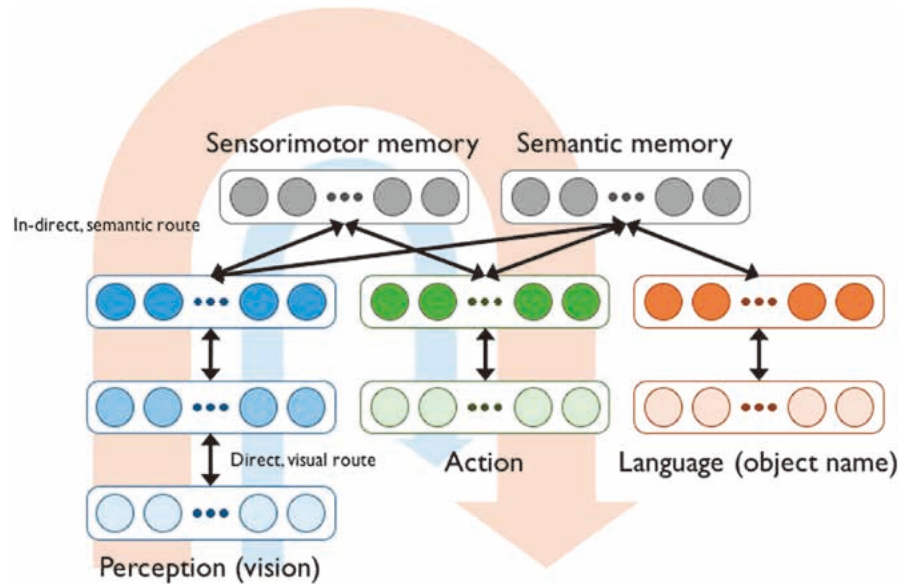 Sensorimotor memory
Semantic memory
In-direct, semantic route
Direct, visual route
Action
Language (object name)
Perception (vision)